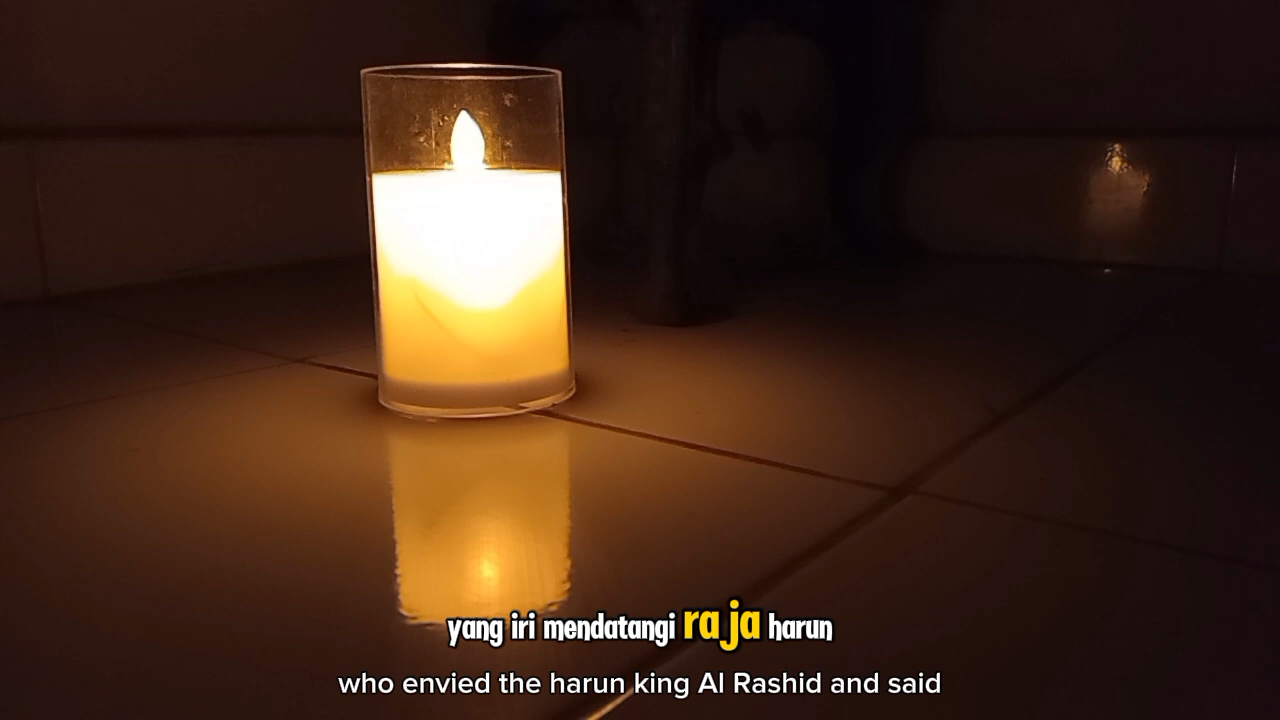 yang iri mendatangi raja harun
who envied the harun king Al Rashid and said